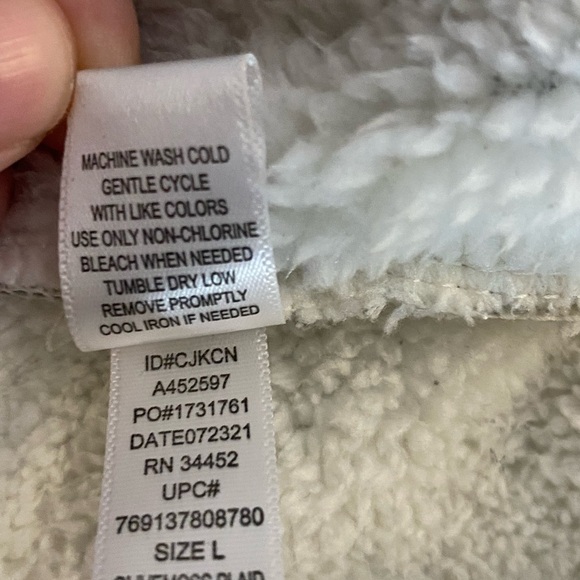 MACHINE WASH COLD
GENTLE CYCLE
WITH LIKE COLORS
USE ONLY NON-CHLORINE
BLEACH WHEN NEEDED
TUMBLE DRY LOW
REMOVE PROMPTLY
COOL IRON IF NEEDED
ID#CJKCN
A452597
PO#1731761
DATE072321
RN 34452
UPC#
769137808780
SIZE L
PLAID